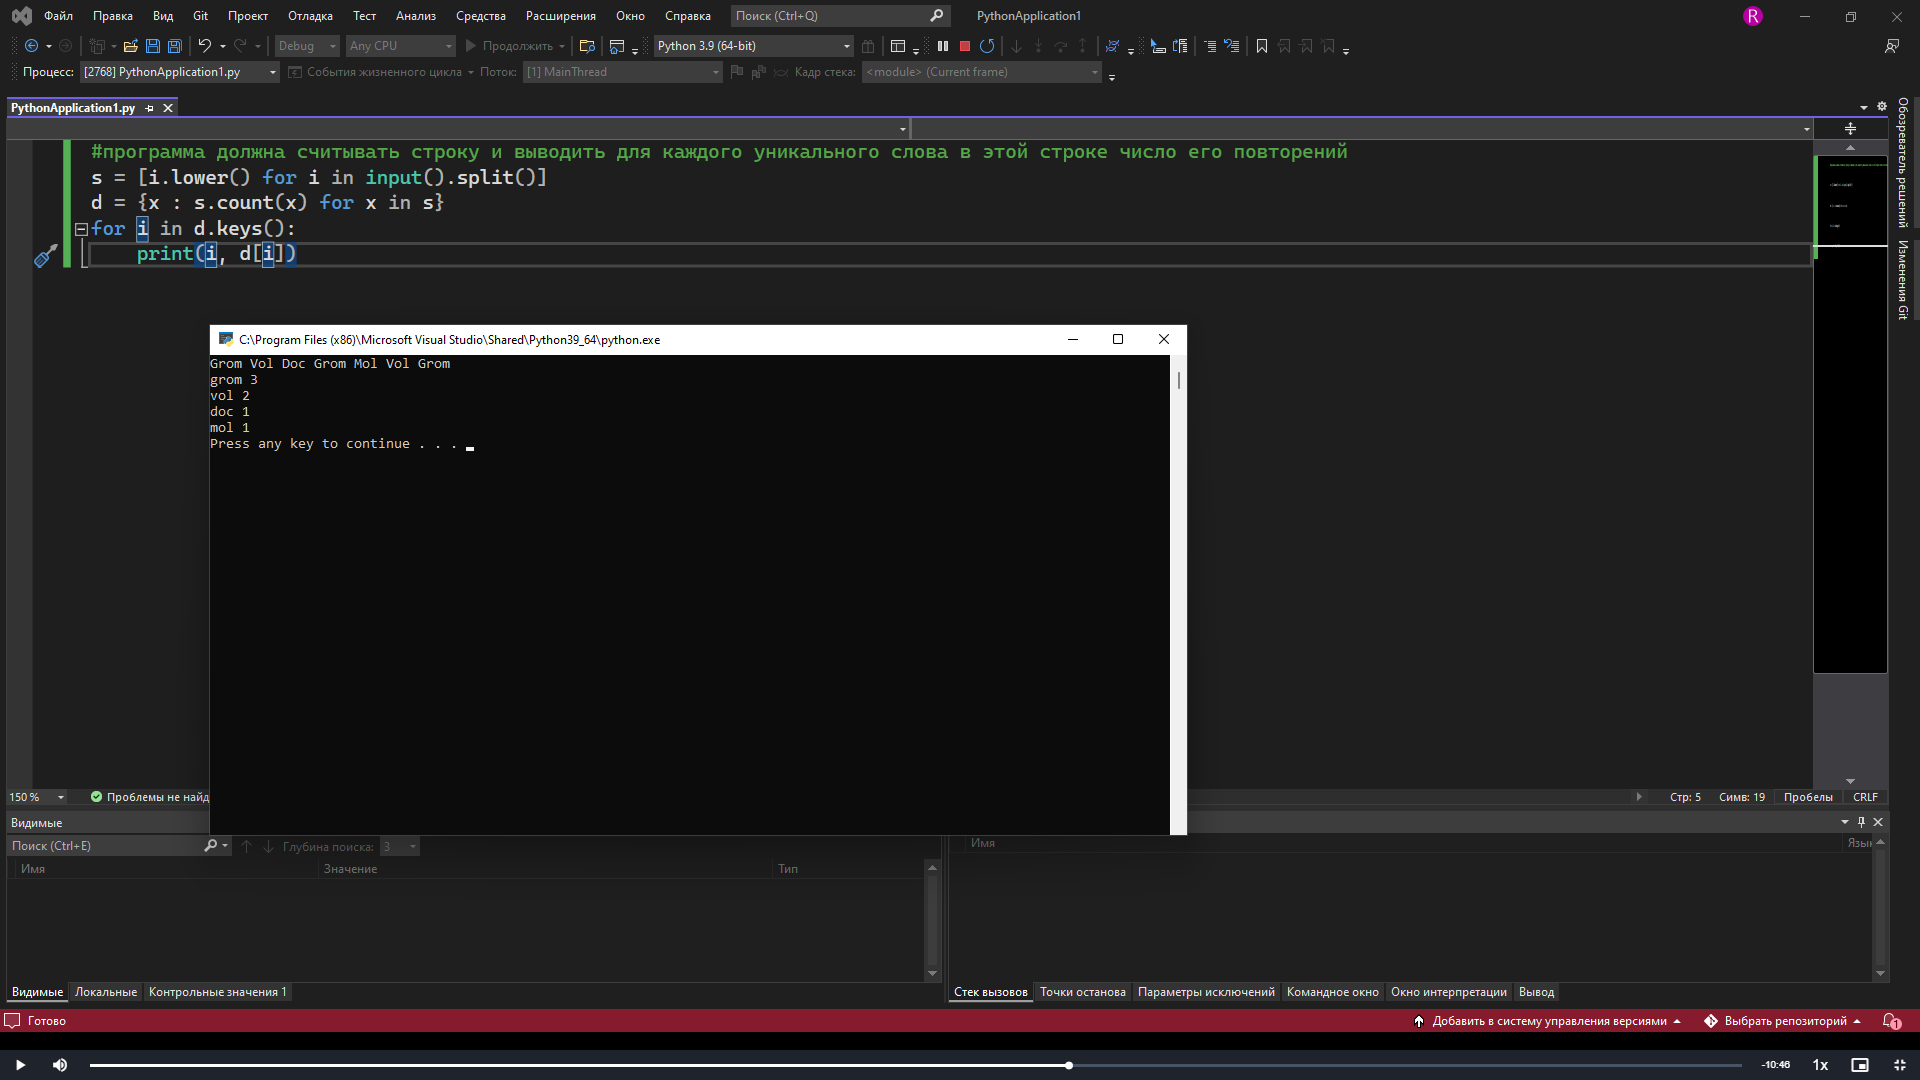 Файл Правка Вид Git Проект Отладка Тест Анализ Средства Расширения Окно Справка Поиск (Ctrl+Q) PythonApplication1 R
Debug Any CPU Продолжить Python 3.9 (64-bit)
Процесс: [2768] PythonApplication1.py События жизненного цикла Поток: [1] MainThread Кадр стека: <module> (Current frame)
PythonApplication1.py
#программа должна считывать строку и выводить для каждого уникального слова в этой строке число его повторений
s = [i.lower() for i in input().split()]
d = {x : s.count(x) for x in s}
for i in d.keys():
print(i, d[i])
Обозреватель решений
Изменения Git
C:\Program Files (x86)\Microsoft Visual Studio\Shared\Python39_64\python.exe
Grom Vol Doc Grom Mol Vol Grom
grom 3
vol 2
doc 1
mol 1
Press any key to continue . . .
150 % Проблемы не найд Стр: 5 Симв: 19 Пробелы CRLF
Видимые
Поиск (Ctrl+E) Глубина поиска: 3
Имя Значение Тип
Имя Язык
Видимые Локальные Контрольные значения 1
Стек вызовов Точки останова Параметры исключений Командное окно Окно интерпретации Вывод
Готово Добавить в систему управления версиями Выбрать репозиторий 1
-10:46 1x